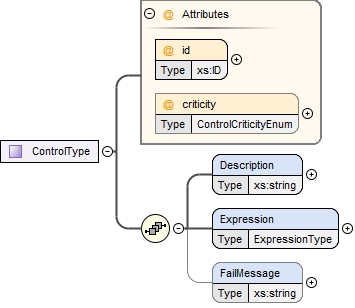 @ Attributes
@ id
Type xs:ID
@ criticity
Type ControlCriticityEnum
ControlType
Description
Type xs:string
Expression
Type ExpressionType
FailMessage
Type xs:string